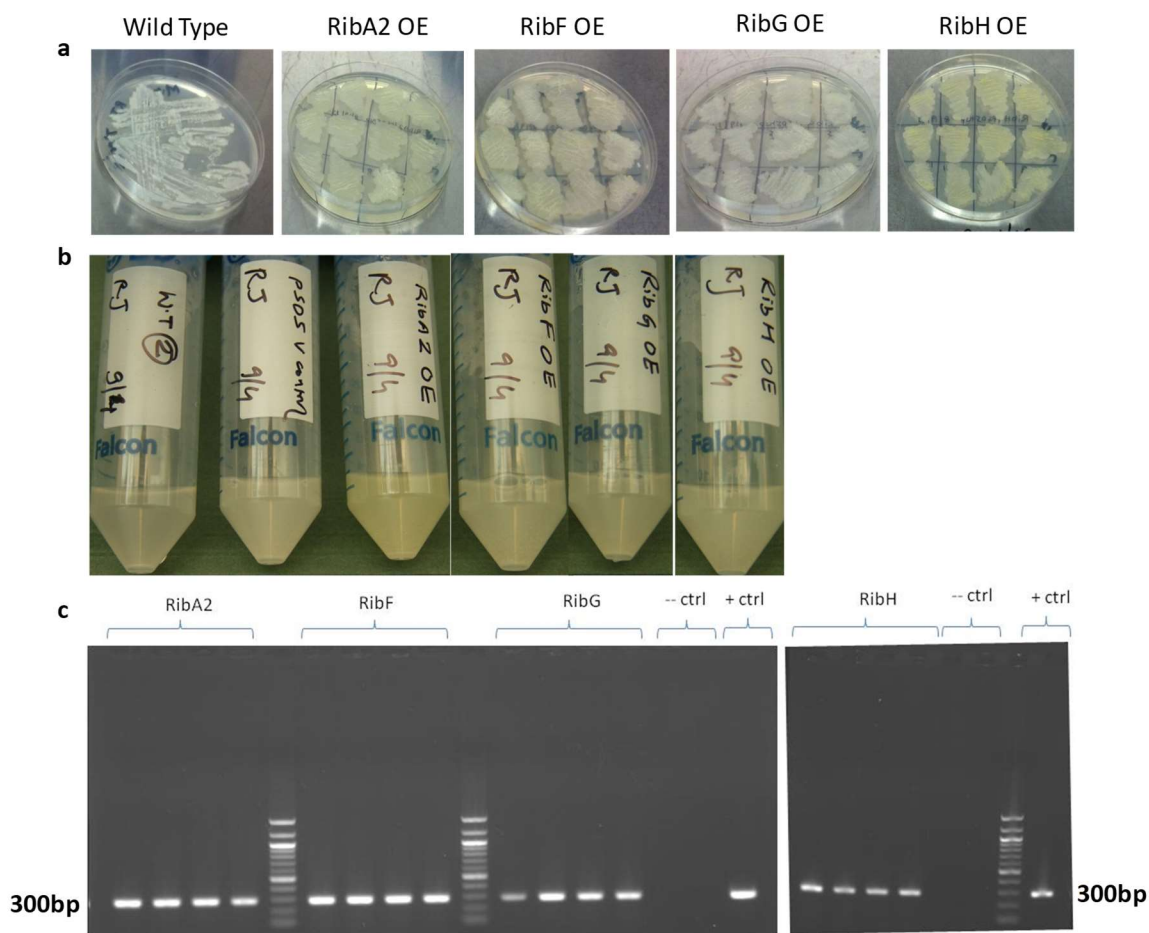 Wild Type
RibA2 OE
RibF OE
RibG OE
RibH OE
a
b
W.T 2
RJ
9/4
Falcon
PSOS V
RJ
9/4
Falcon
RibA2 OE
RJ
9/4
Falcon
RibF OE
RJ
9/4
Falcon
RibG OE
RJ
9/4
Falcon
RibH OE
RJ
9/4
Falcon
c
RibA2
RibF
RibG
-- ctrl
+ ctrl
RibH
-- ctrl
+ ctrl
300bp
300bp